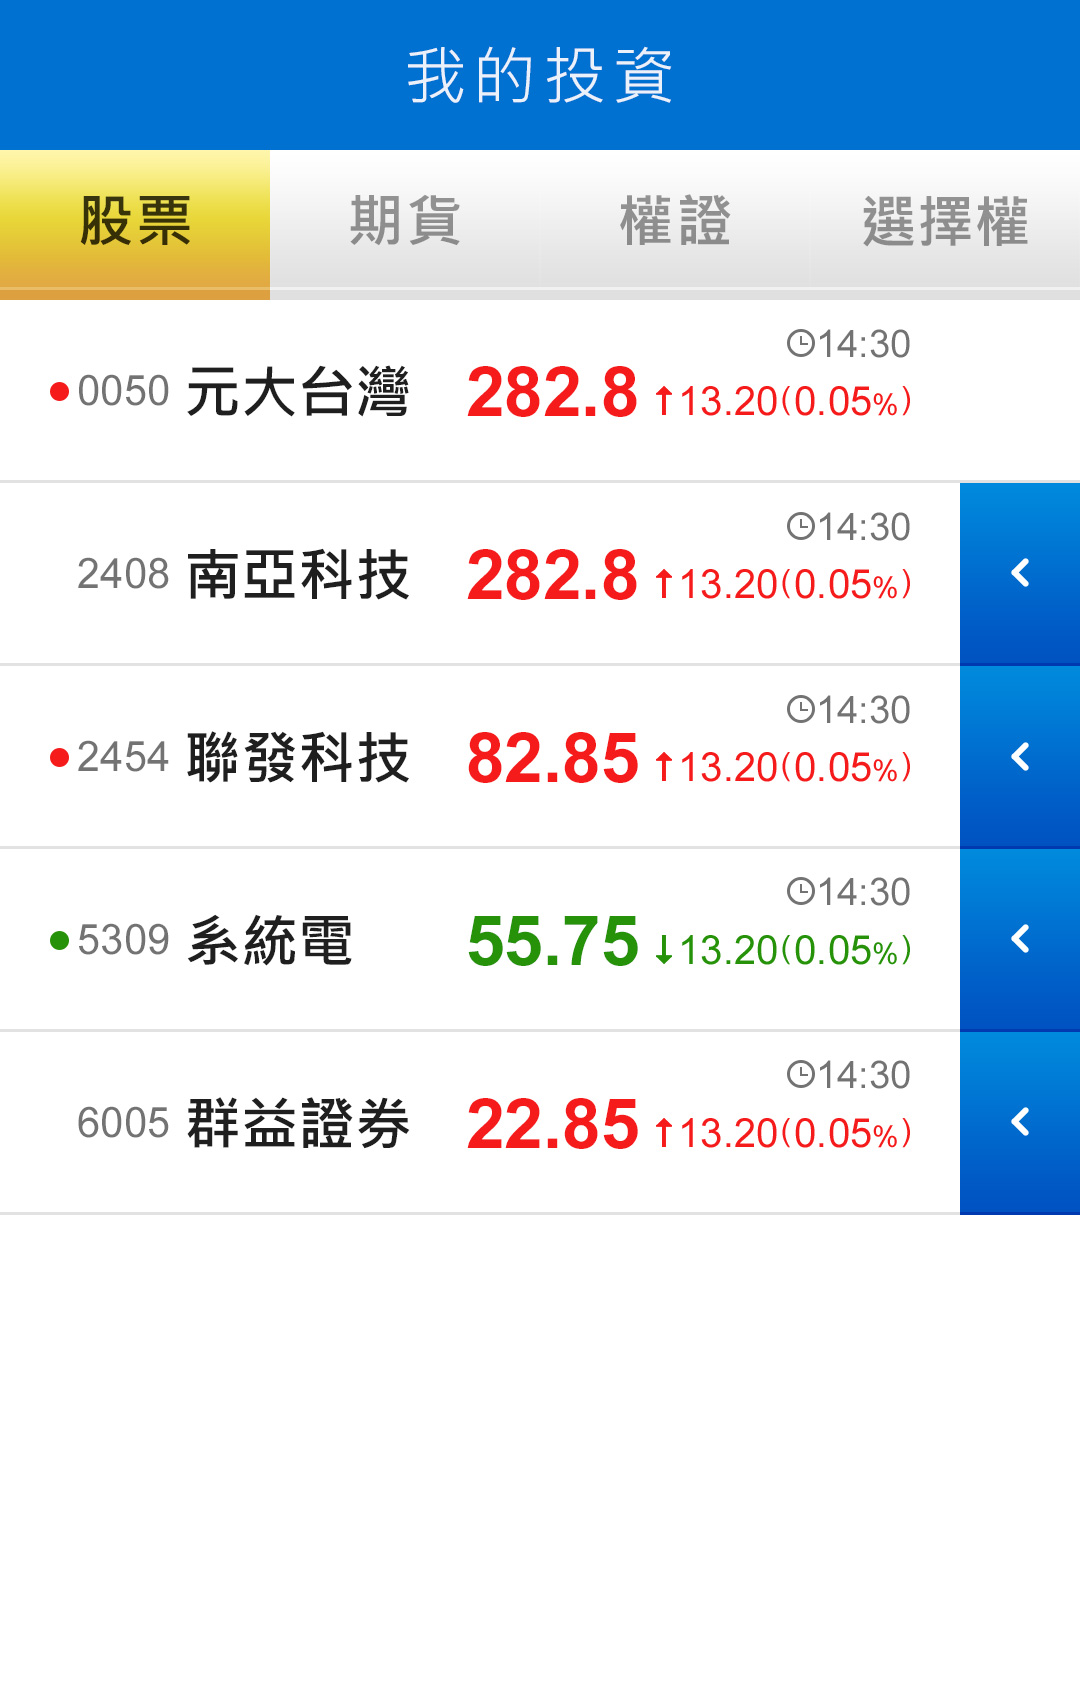 我的投資
股票 期貨 權證 選擇權
14:30
0050 元大台灣 282.8 ↑13.20(0.05%)
14:30
2408 南亞科技 282.8 ↑13.20(0.05%)
14:30
2454 聯發科技 82.85 ↑13.20(0.05%)
14:30
5309 系統電 55.75 ↓13.20(0.05%)
14:30
6005 群益證券 22.85 ↑13.20(0.05%)